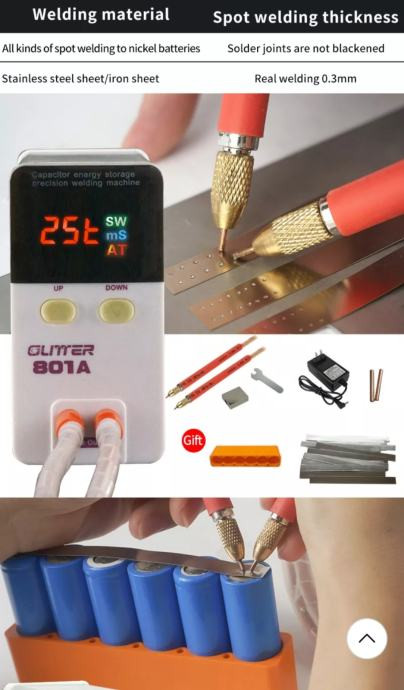 Welding material
Spot welding thickness
All kinds of spot welding to nickel batteries
Solder joints are not blackened
Stainless steel sheet/iron sheet
Real welding 0.3mm
Capacitor energy storage
precision welding machine
25t
SW
mS
AT
UP
DOWN
GLITTER
801A
Gift